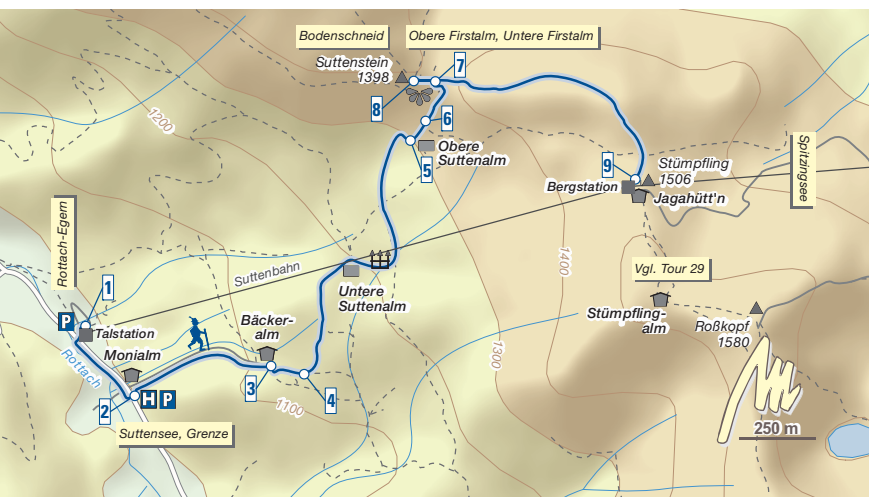 Bodenschneid
Obere Firstalm, Untere Firstalm
Suttenstein
1398
7
8
6
1200
5
Obere
Suttenalm
9
Stümpfling
1506
Bergstation
Jagahütt'n
Spitzingsee
Rottach-Egern
Suttenbahn
1400
Vgl. Tour 29
1
P
Talstation
Untere
Suttenalm
Stümpfling-
alm
Roßkopf
1580
Bäcker-
alm
Monialm
Rottach
1300
3
4
2
H P
1100
Suttensee, Grenze
250 m